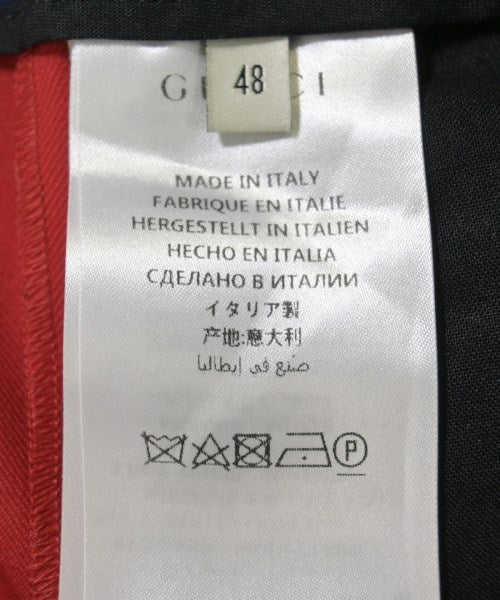 48
MADE IN ITALY
FABRIQUE EN ITALIE
HERGESTELLT IN ITALIEN
HECHO EN ITALIA
СДЕЛАНО В ИТАЛИИ
イタリア製
产地:意大利
صنع في إيطاليا
P